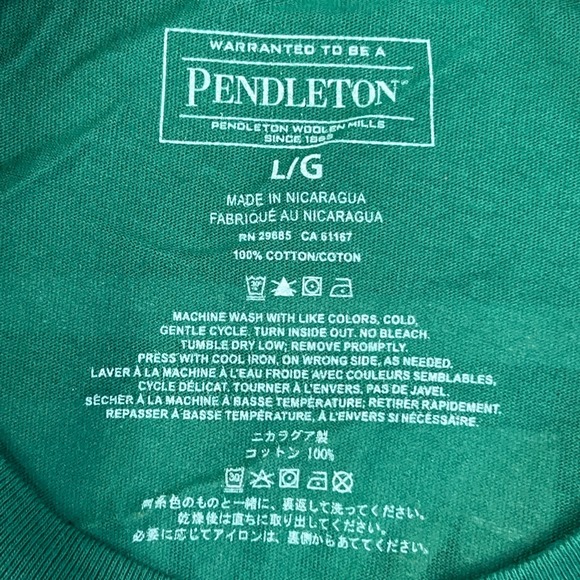 WARRANTED TO BE A
PENDLETON
PENDLETON WOOLEN MILLS
SINCE 1863
L/G
MADE IN NICARAGUA
FABRIQUÉ AU NICARAGUA
RN 29685 CA 61167
100% COTTON/COTON
MACHINE WASH WITH LIKE COLORS, COLD,
GENTLE CYCLE. TURN INSIDE OUT. NO BLEACH.
TUMBLE DRY LOW; REMOVE PROMPTLY.
PRESS WITH COOL IRON, ON WRONG SIDE, AS NEEDED.
LAVER À LA MACHINE À L'EAU FROIDE AVEC COULEURS SEMBLABLES,
CYCLE DÉLICAT. TOURNER À L'ENVERS. PAS DE JAVEL.
SÉCHER À LA MACHINE À BASSE TEMPÉRATURE; RETIRER RAPIDEMENT.
REPASSER À BASSE TEMPÉRATURE, À L'ENVERS SI NÉCESSAIRE.
ニカラグア製
コットン 100%
30
同系色のものと一緒に、裏返して洗ってください。
乾燥後は直ちに取り出してください。
必要に応じてアイロンは、裏側からあててください。